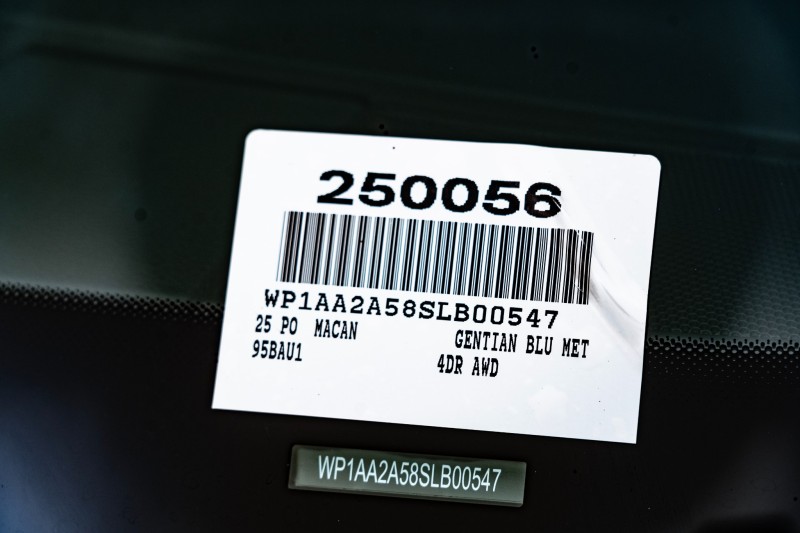 250056
WP1AA2A58SLB00547
25 PO MACAN GENTIAN BLU MET
95BAU1 4DR AWD
WP1AA2A58SLB00547